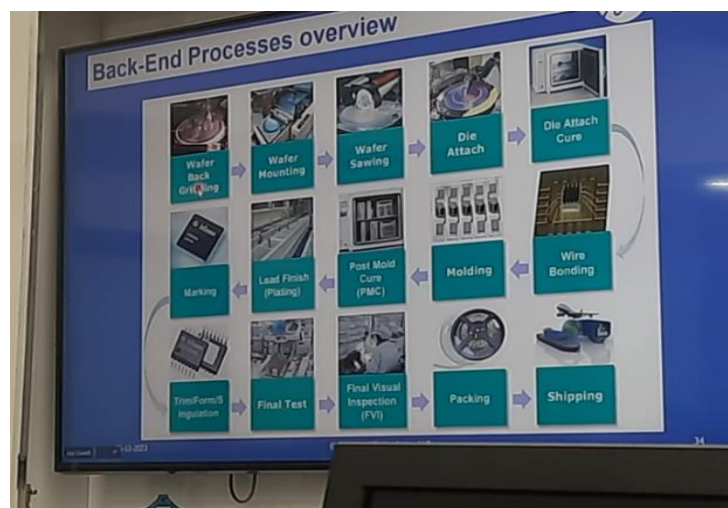 Back-End Processes overview
Wafer
Back
Grinding
Wafer
Mounting
Wafer
Sawing
Die
Attach
Die Attach
Cure
Marking
Lead Finish
(Plating)
Post Mold
Cure
(PMC)
Molding
Wire
Bonding
Trim/Form/S
ingulation
Final Test
Final Visual
Inspection
(FVI)
Packing
Shipping
34